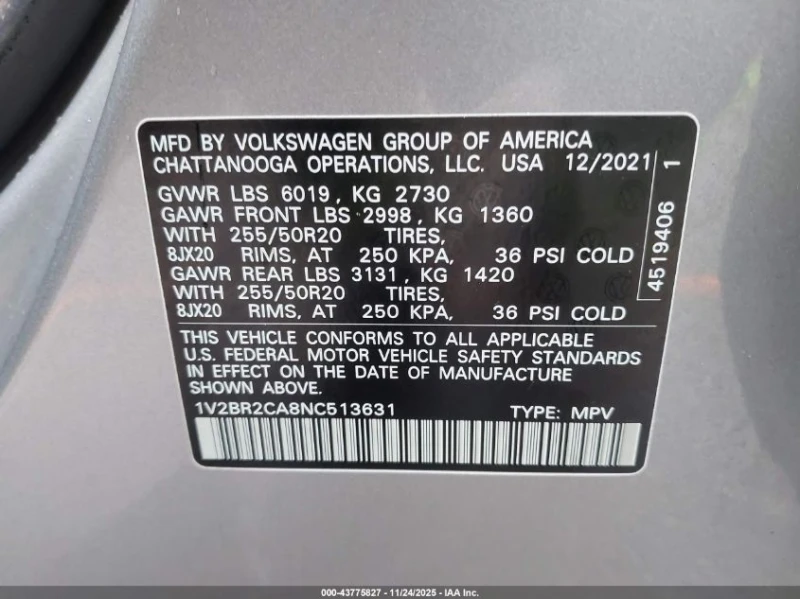 MFD BY VOLKSWAGEN GROUP OF AMERICA
CHATTANOOGA OPERATIONS, LLC. USA 12/2021
GVWR LBS 6019, KG 2730
GAWR FRONT LBS 2998, KG 1360
WITH 255/50R20 TIRES,
8JX20 RIMS, AT 250 KPA, 36 PSI COLD
GAWR REAR LBS 3131, KG 1420
WITH 255/50R20 TIRES,
8JX20 RIMS, AT 250 KPA, 36 PSI COLD
THIS VEHICLE CONFORMS TO ALL APPLICABLE
U.S. FEDERAL MOTOR VEHICLE SAFETY STANDARDS
IN EFFECT ON THE DATE OF MANUFACTURE
SHOWN ABOVE.
1V2BR2CA8NC513631 TYPE: MPV
4519406 1
000-43775827 - 11/24/2025 - IAA Inc.